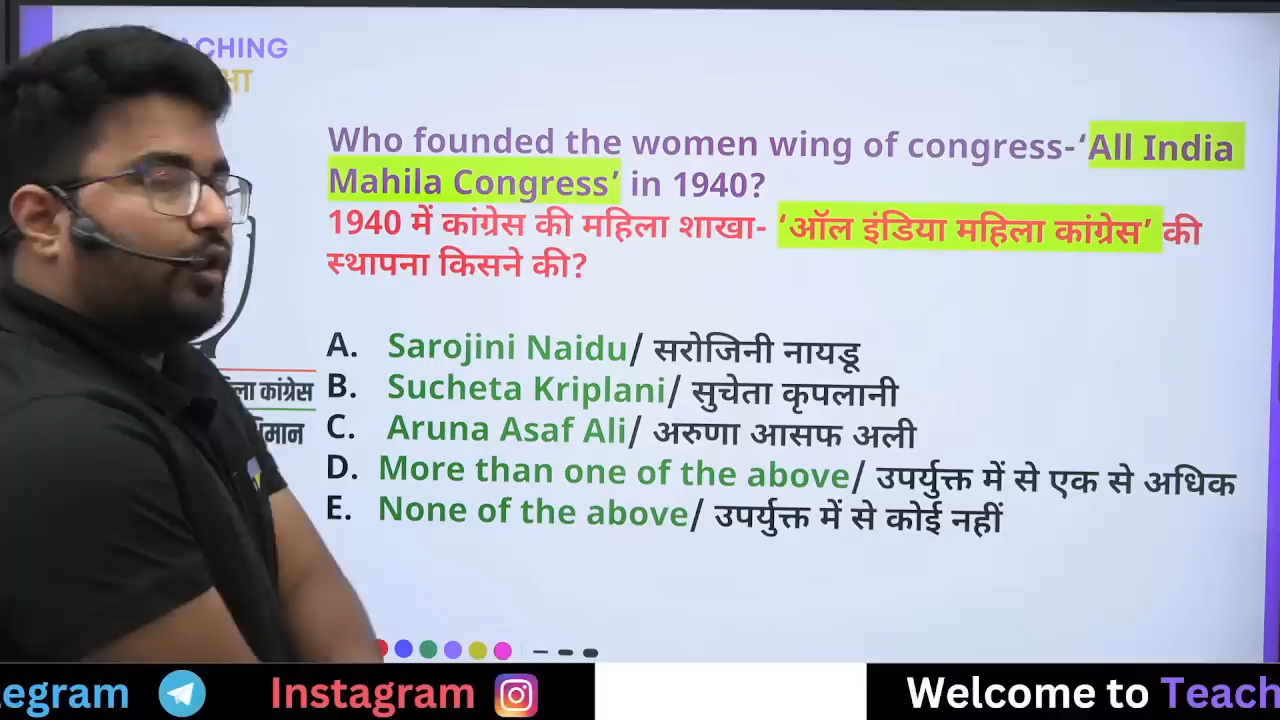 ACHING
Who founded the women wing of congress-‘All India
Mahila Congress’ in 1940?
1940 में कांग्रेस की महिला शाखा- ‘ऑल इंडिया महिला कांग्रेस’ की
स्थापना किसने की?
A. Sarojini Naidu/ सरोजिनी नायडू
B. Sucheta Kriplani/ सुचेता कृपलानी
C. Aruna Asaf Ali/ अरुणा आसफ अली
D. More than one of the above/ उपर्युक्त में से एक से अधिक
E. None of the above/ उपर्युक्त में से कोई नहीं
ला कांग्रेस
मान
legram Instagram Welcome to Teach